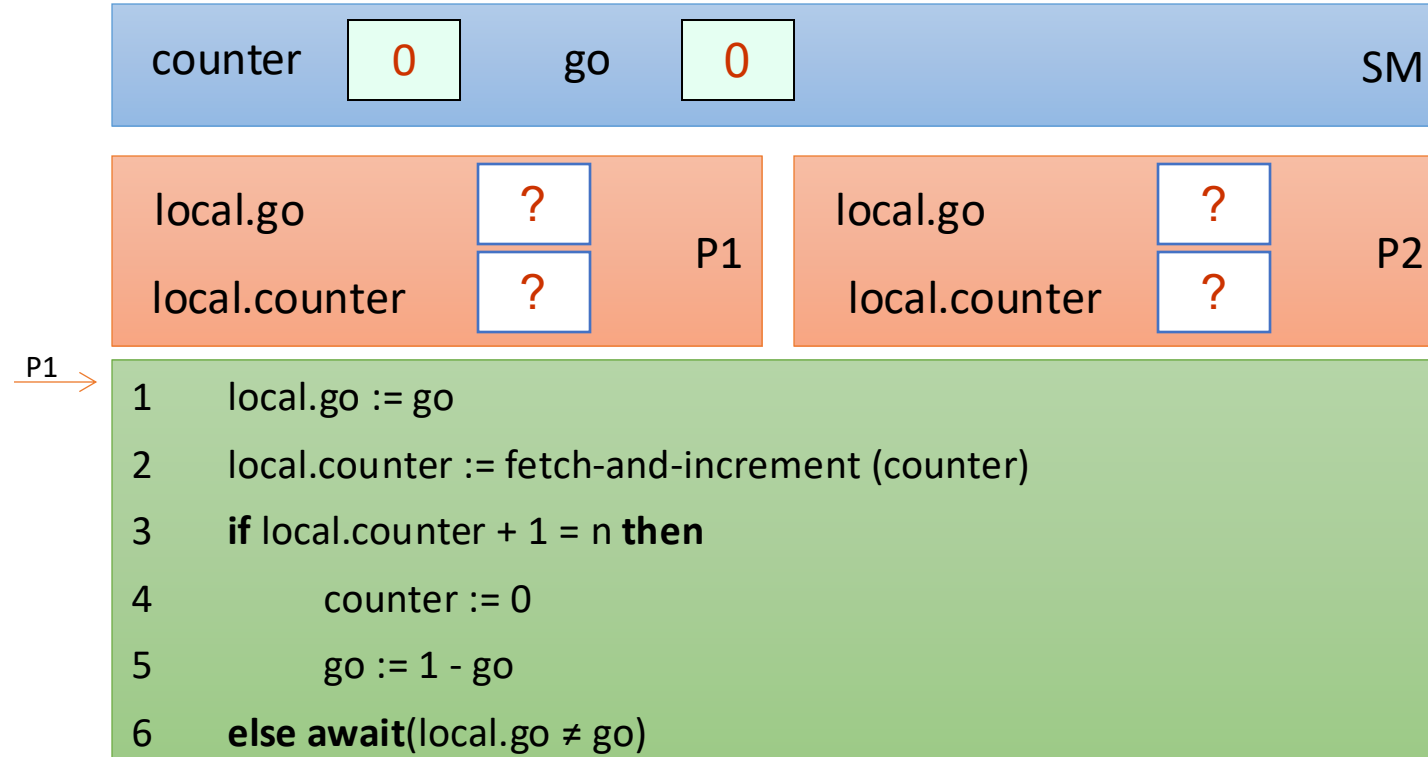 counter 0 go 0 SM
local.go ? P1 local.go ? P2
local.counter ? local.counter ?
P1
1 local.go := go
2 local.counter := fetch-and-increment (counter)
3 if local.counter + 1 = n then
4 counter := 0
5 go := 1 - go
6 else await(local.go ≠ go)